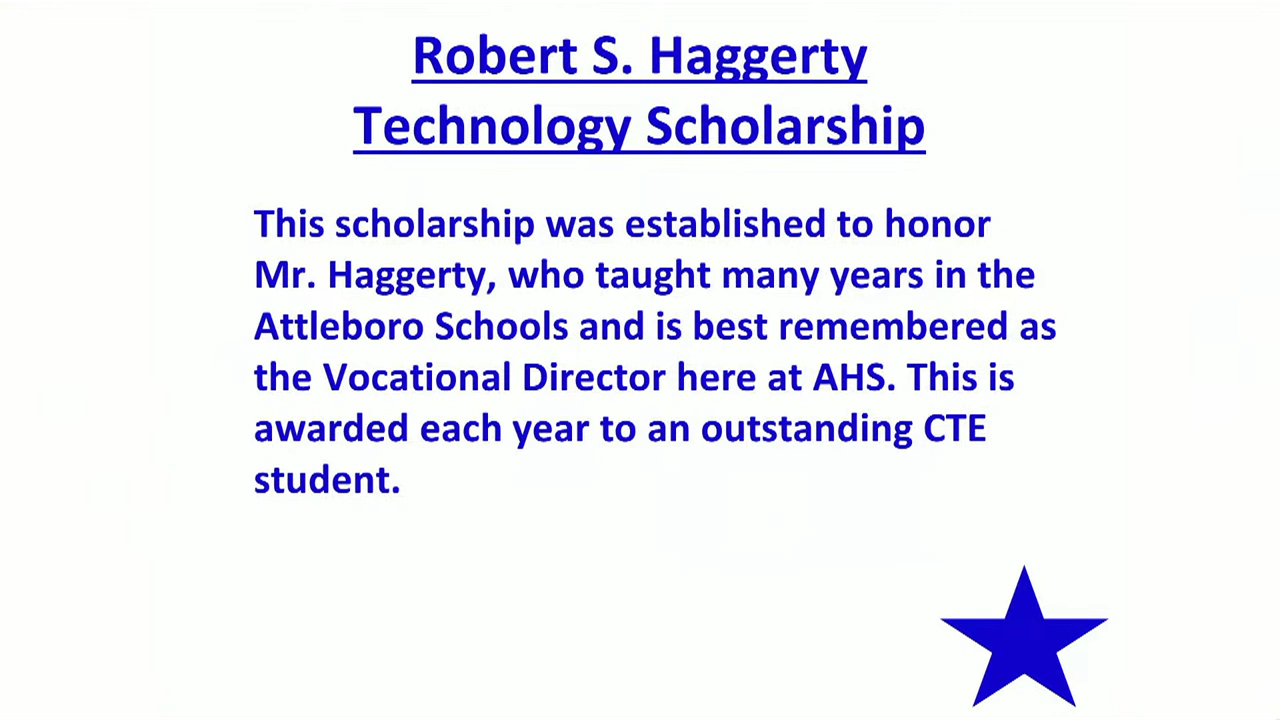 Robert S. Haggerty
Technology Scholarship
This scholarship was established to honor
Mr. Haggerty, who taught many years in the
Attleboro Schools and is best remembered as
the Vocational Director here at AHS. This is
awarded each year to an outstanding CTE
student.